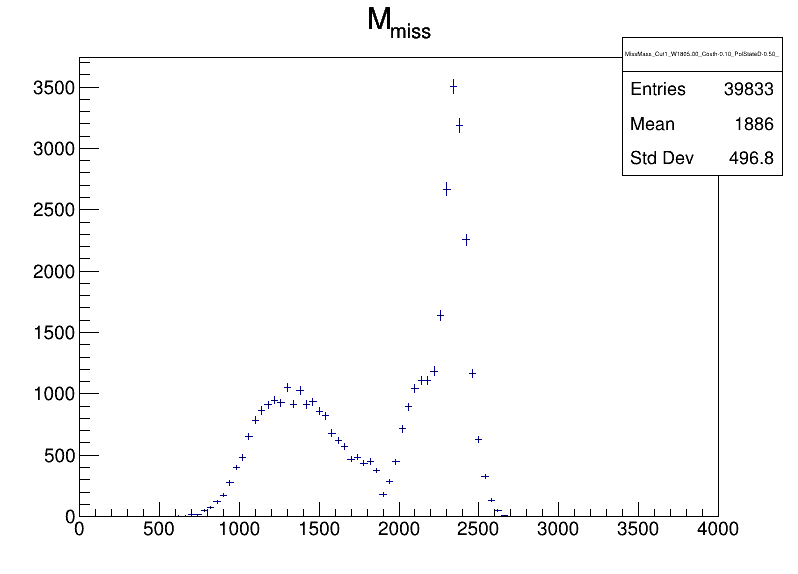 M_miss
MissMass_Cut1_W1805.00_Costh-0.10_PolStateD-0.50_
Entries 39833
Mean 1886
Std Dev 496.8
3500
3000
2500
2000
1500
1000
500
0
0 500 1000 1500 2000 2500 3000 3500 4000